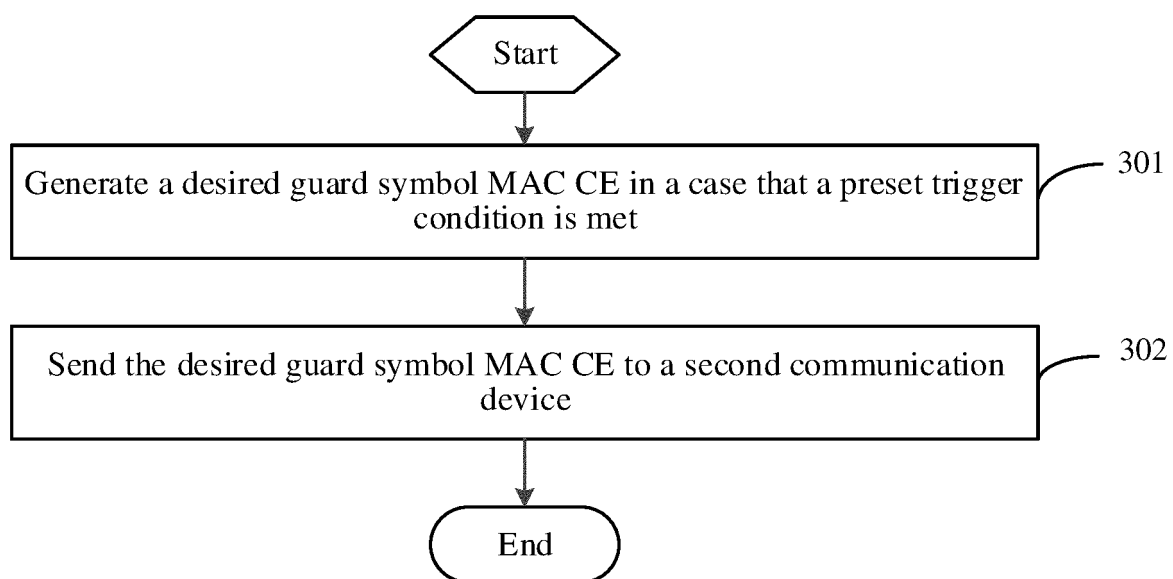 Start
Generate a desired guard symbol MAC CE in a case that a preset trigger
condition is met
301
Send the desired guard symbol MAC CE to a second communication
device
302
End